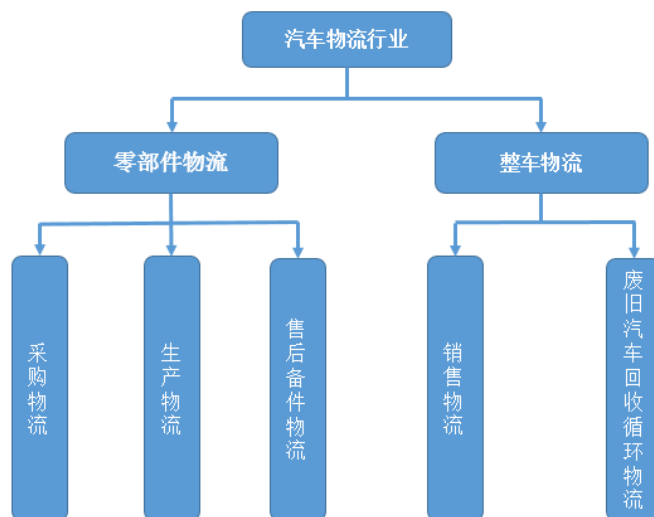 汽车物流行业
零部件物流
整车物流
采购物流
生产物流
售后备件物流
销售物流
废旧汽车回收循环物流